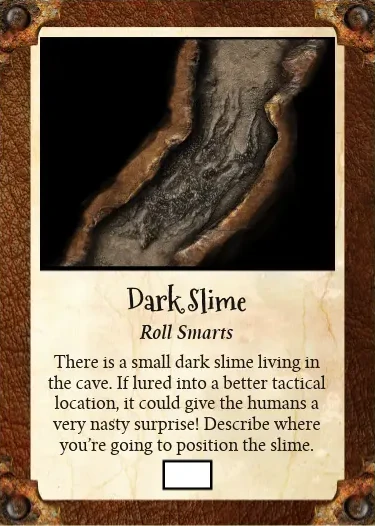 Dark Slime
Roll Smarts
There is a small dark slime living in
the cave. If lured into a better tactical
location, it could give the humans a
very nasty surprise! Describe where
you're going to position the slime.